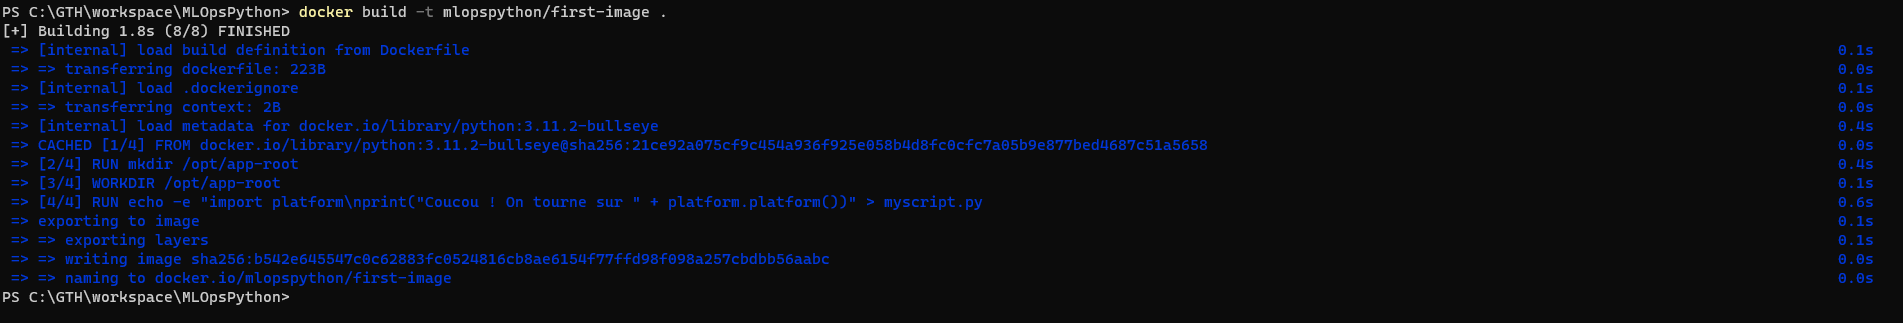 PS C:\GTH\workspace\MLOpsPython> docker build -t mlopspython/first-image .
[+] Building 1.8s (8/8) FINISHED
=> [internal] load build definition from Dockerfile 0.1s
=> => transferring dockerfile: 223B 0.0s
=> [internal] load .dockerignore 0.1s
=> => transferring context: 2B 0.0s
=> [internal] load metadata for docker.io/library/python:3.11.2-bullseye 0.4s
=> CACHED [1/4] FROM docker.io/library/python:3.11.2-bullseye@sha256:21ce92a075cf9c454a936f925e058b4d8fc0cfc7a05b9e877bed4687c51a5658 0.0s
=> [2/4] RUN mkdir /opt/app-root 0.4s
=> [3/4] WORKDIR /opt/app-root 0.1s
=> [4/4] RUN echo -e "import platform\nprint("Coucou ! On tourne sur " + platform.platform())" > myscript.py 0.6s
=> exporting to image 0.1s
=> => exporting layers 0.1s
=> => writing image sha256:b542e645547c0c62883fc0524816cb8ae6154f77ffd98f098a257cbdbb56aabc 0.0s
=> => naming to docker.io/mlopspython/first-image 0.0s
PS C:\GTH\workspace\MLOpsPython>